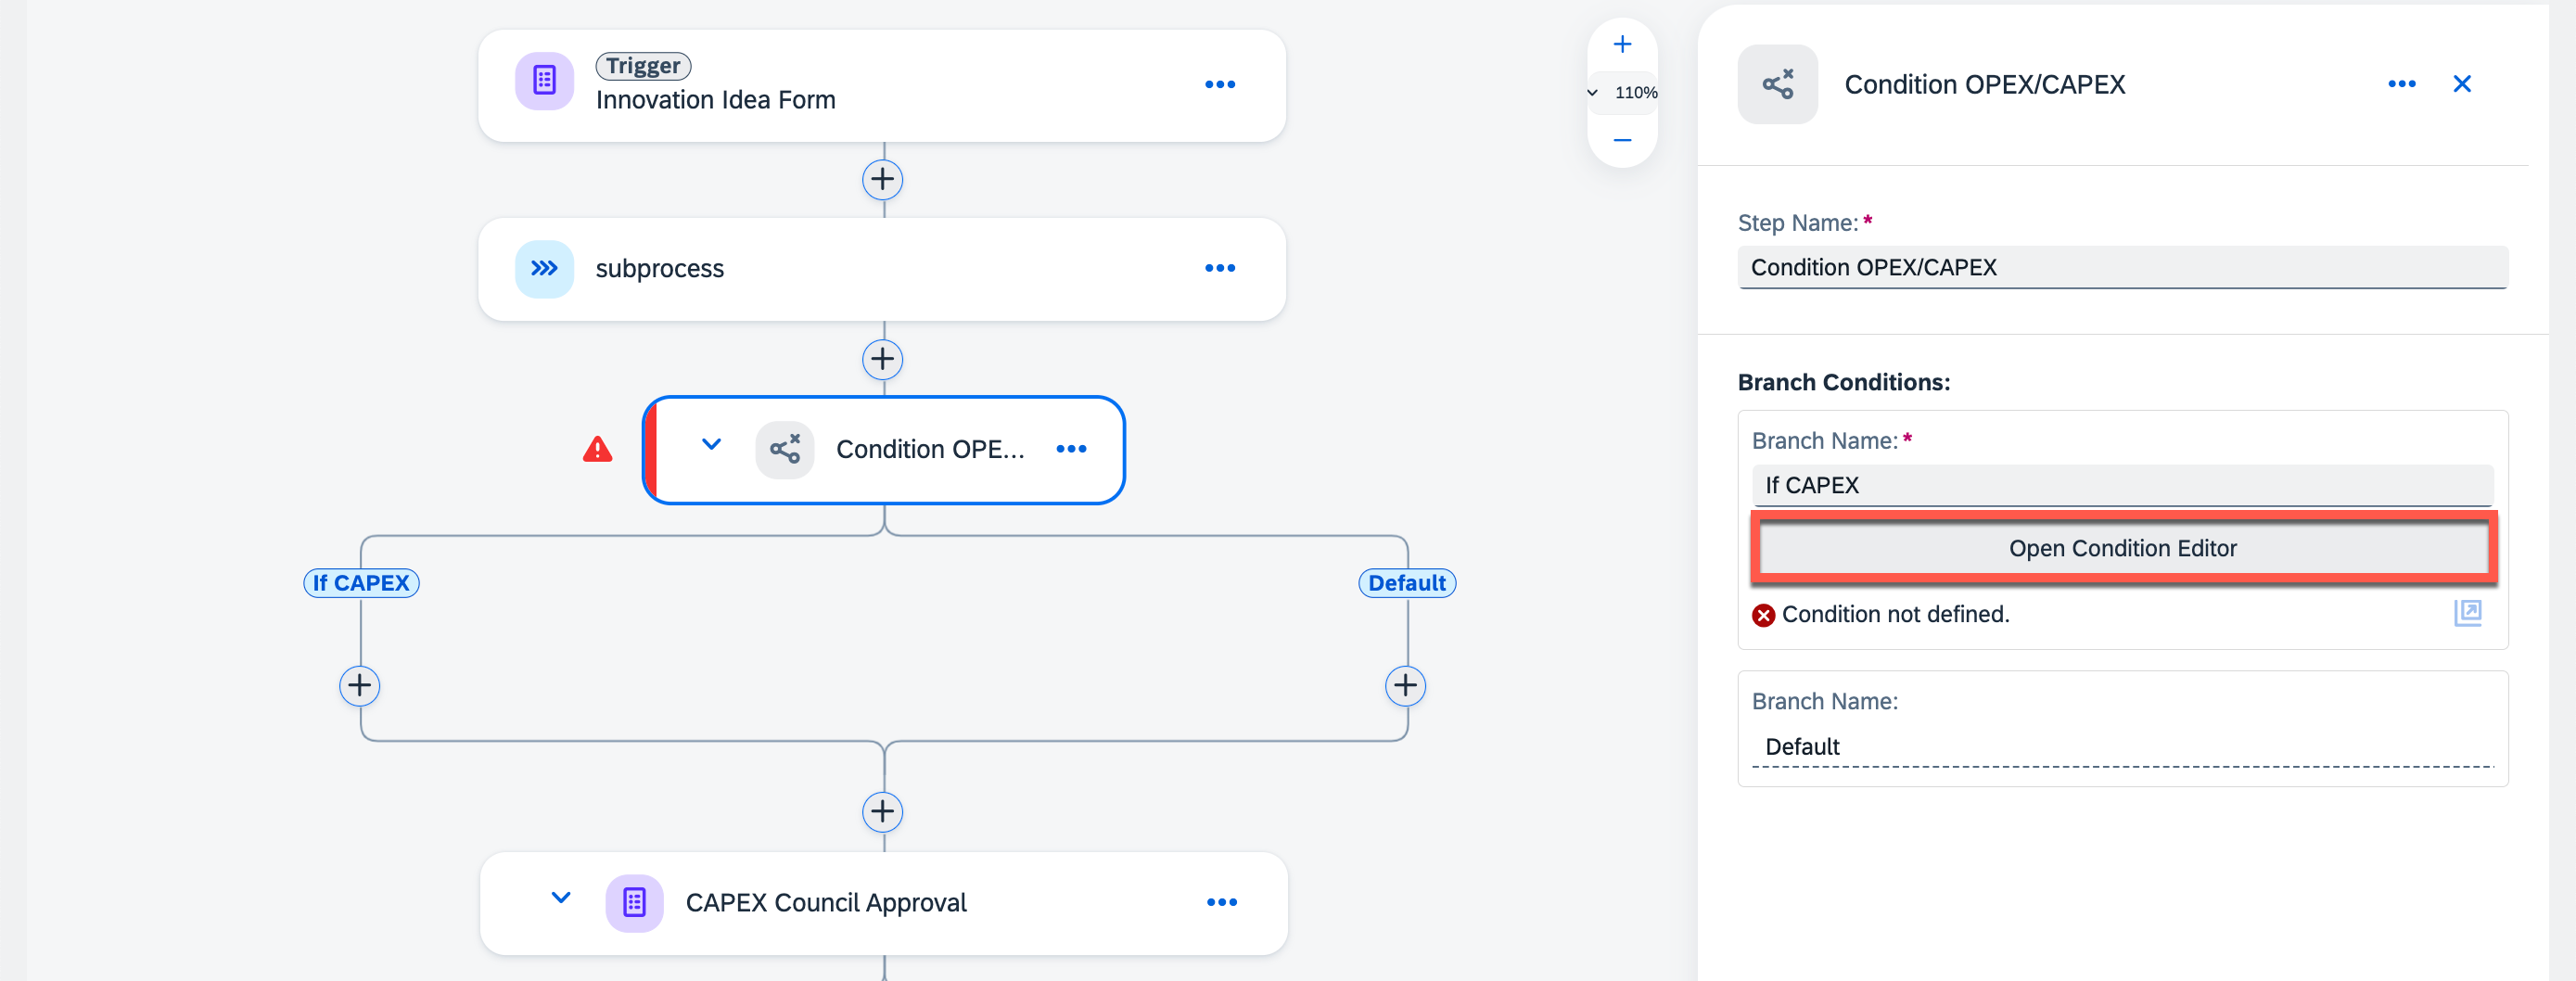 Trigger
Innovation Idea Form
subprocess
Condition OPE...
If CAPEX
Default
CAPEX Council Approval
110%
Condition OPEX/CAPEX
Step Name:*
Condition OPEX/CAPEX
Branch Conditions:
Branch Name:*
If CAPEX
Open Condition Editor
Condition not defined.
Branch Name:
Default